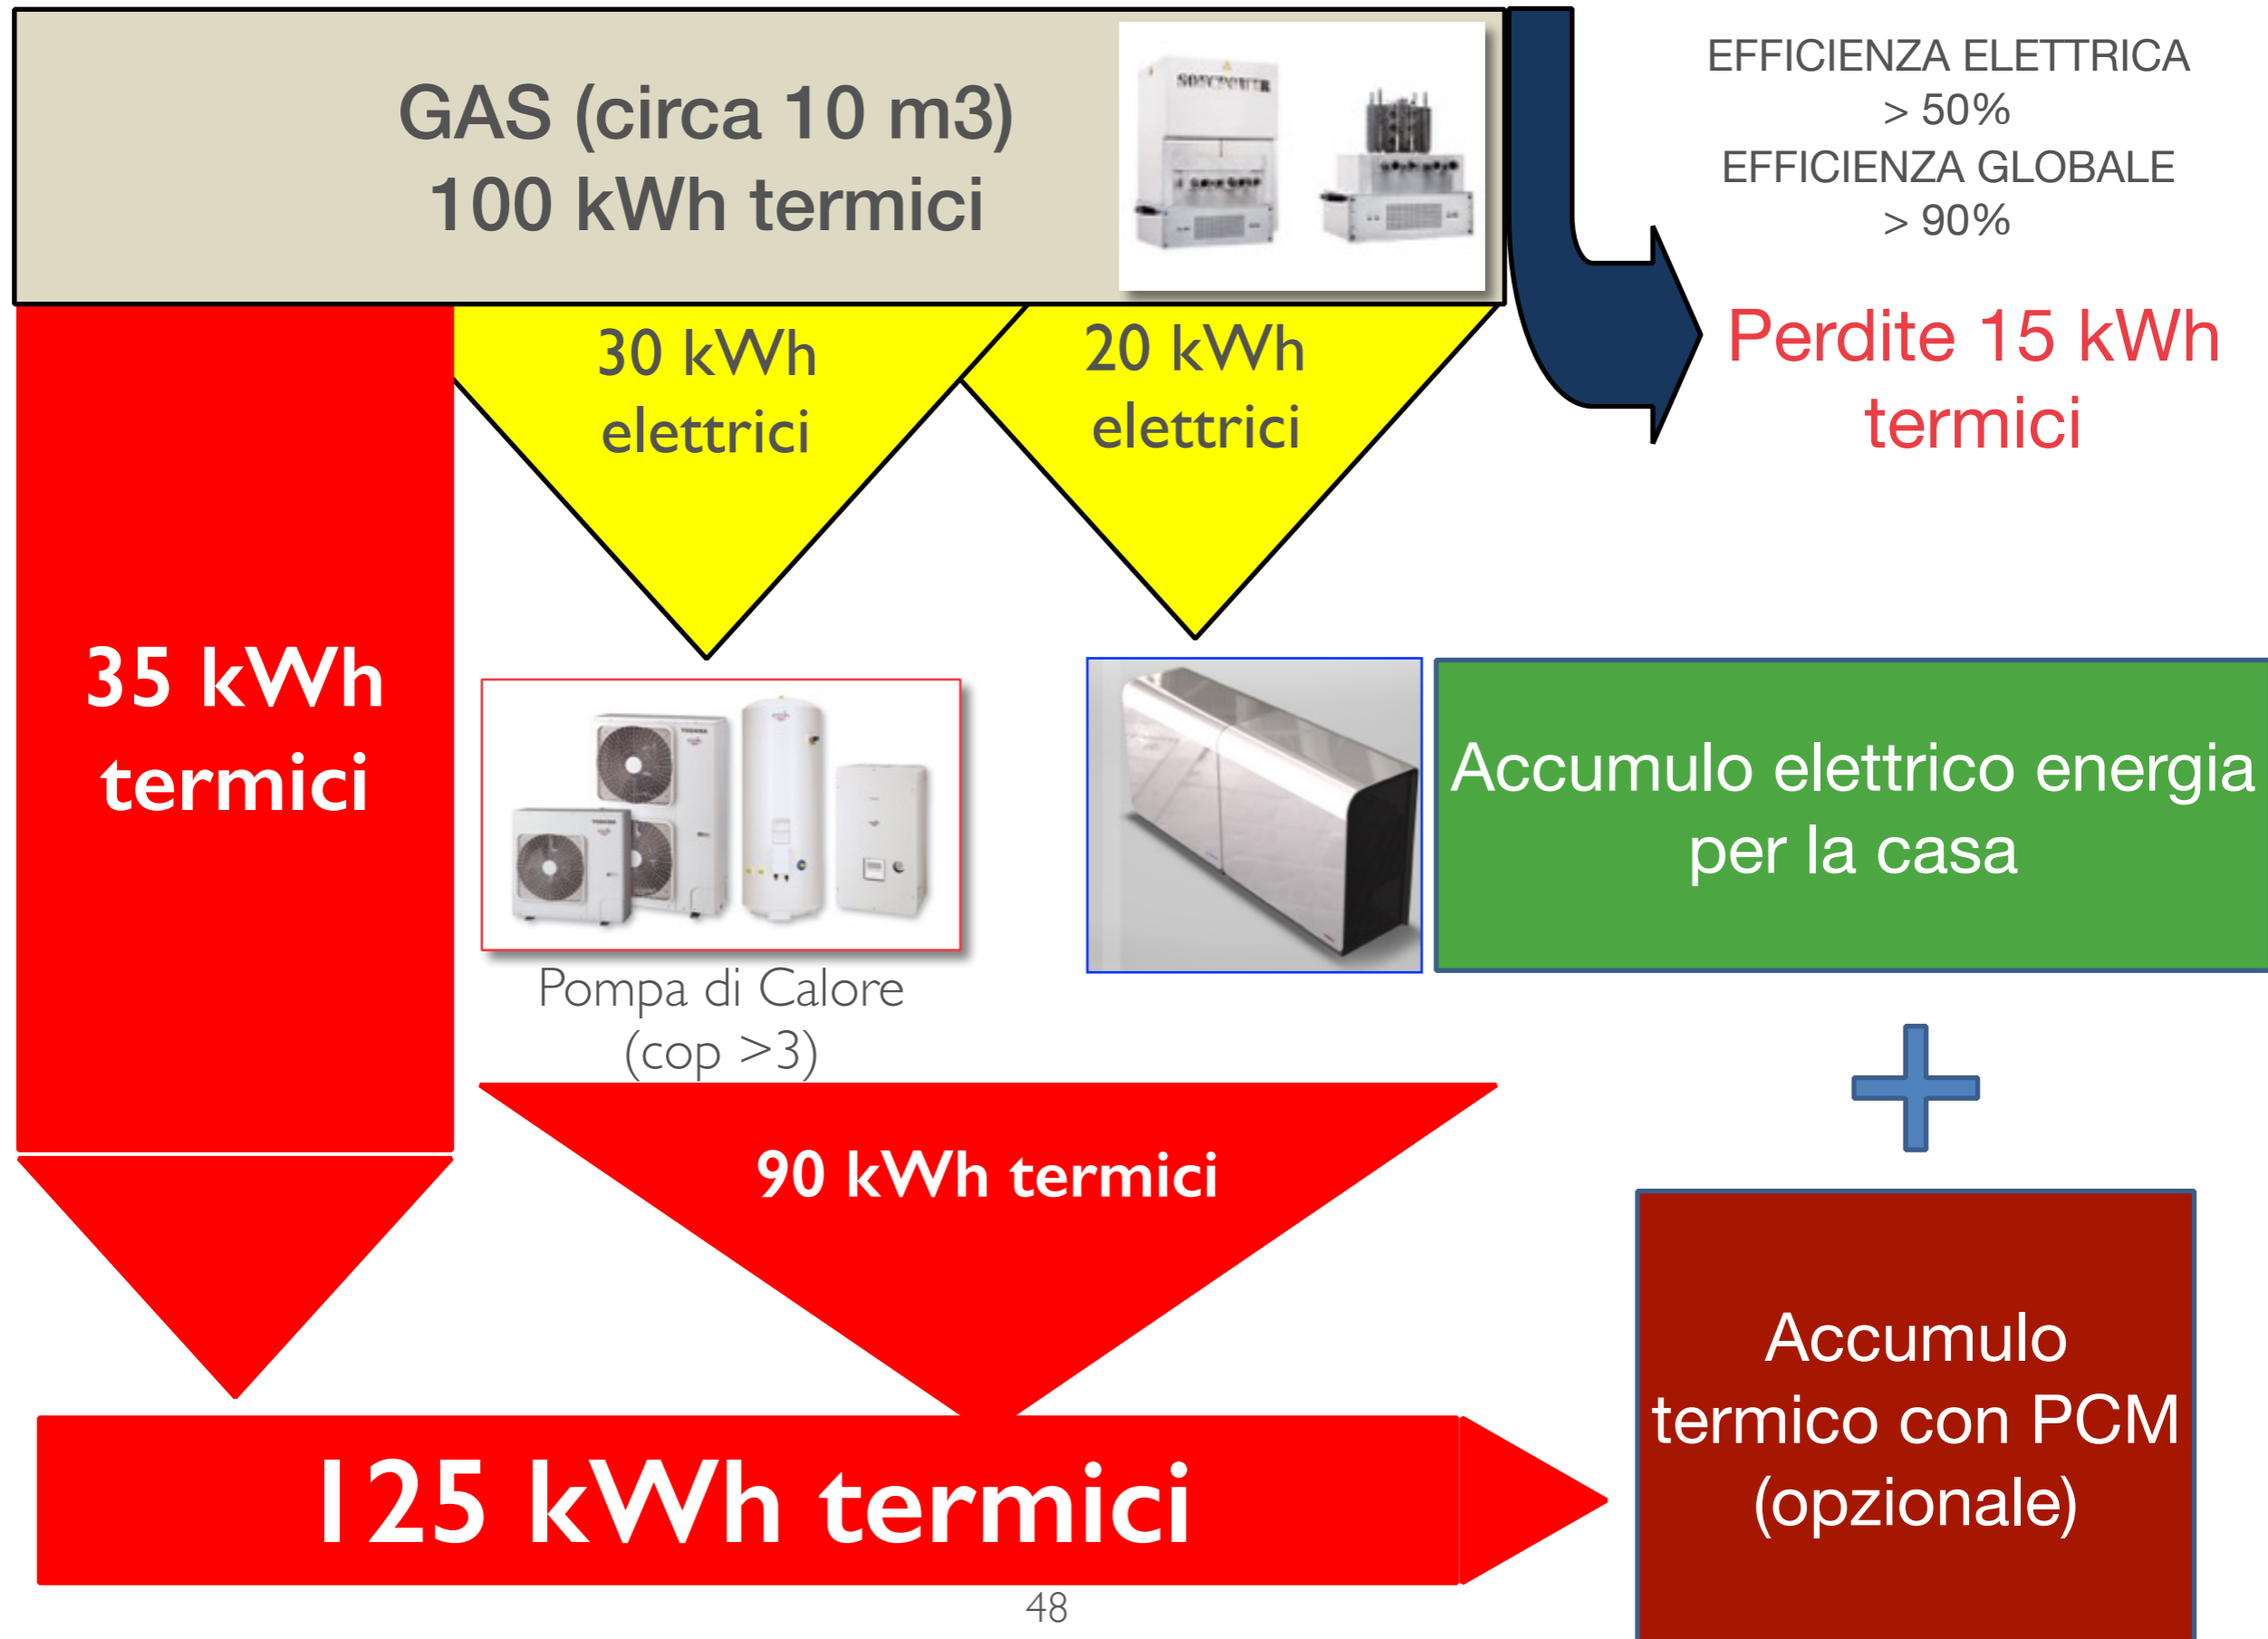 GAS (circa 10 m3)
100 kWh termici
EFFICIENZA ELETTRICA
> 50%
EFFICIENZA GLOBALE
> 90%
Perdite 15 kWh
termici
30 kWh
elettrici
20 kWh
elettrici
35 kWh
termici
Accumulo elettrico energia
per la casa
Pompa di Calore
(cop >3)
90 kWh termici
Accumulo
termico con PCM
(opzionale)
125 kWh termici
48